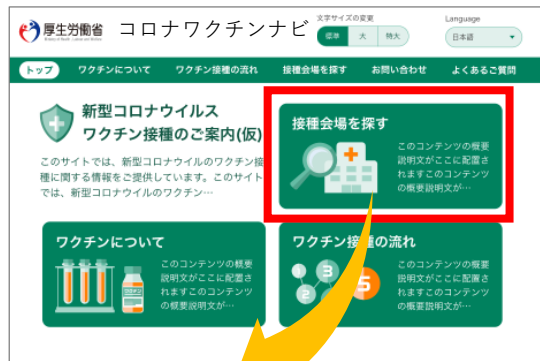 厚生労働省 コロナワクチンナビ
文字サイズの変更
標準 大 特大
Language
日本語
トップ ワクチンについて ワクチン接種の流れ 接種会場を探す お問い合わせ よくあるご質問
新型コロナウイルス
ワクチン接種のご案内(仮)
このサイトでは、新型コロナウイルのワクチン接
種に関する情報をご提供しています。このサイト
では、新型コロナウイルのワクチン…
接種会場を探す
このコンテンツの概要
説明文がここに配置さ
れますこのコンテンツ
の概要説明文が…
ワクチンについて
このコンテンツの概要
説明文がここに配置さ
れますこのコンテンツ
の概要説明文が…
ワクチン接種の流れ
3
5
このコンテンツの概要
説明文がここに配置さ
れますこのコンテンツ
の概要説明文が…